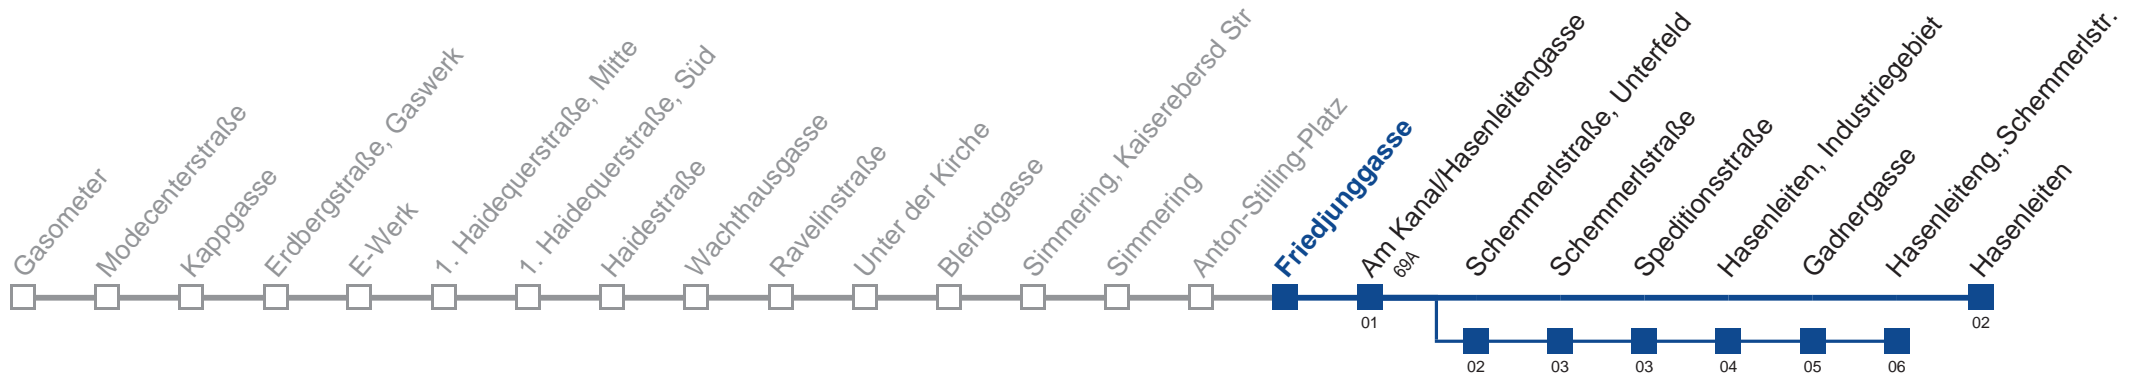 Gasometer
Modecenterstraße
Kappgasse
Erdbergstraße, Gaswerk
E-Werk
1. Haidequerstraße, Mitte
1. Haidequerstraße, Süd
Haidestraße
Wachthausgasse
Ravelinstraße
Unter der Kirche
Bleriotgasse
Simmering, Kaiserebersd Str
Simmering
Anton-Stilling-Platz
Friedjunggasse
Am Kanal/Hasenleitengasse
69A
Schemmerlstraße, Unterfeld
Schemmerlstraße
Speditionsstraße
Hasenleiten, Industriegebiet
Gadnergasse
Hasenleiteng.,Schemmerlstr.
Hasenleiten
01
02
02
03
03
04
05
06